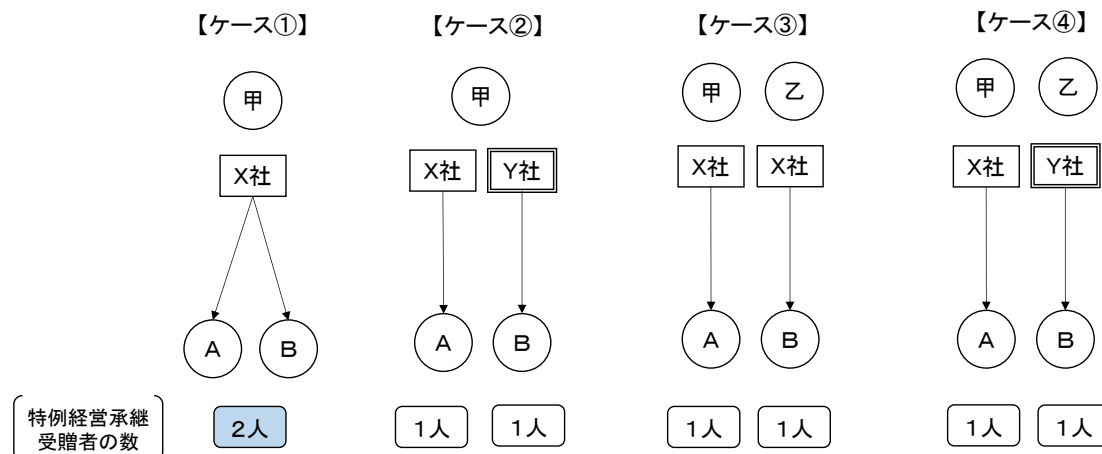 【ケース①】 【ケース②】 【ケース③】 【ケース④】
甲 甲 甲 乙 甲 乙
X社 X社 Y社 X社 X社 X社 Y社
A B A B A B A B
特例経営承継
受贈者の数
2人 1人 1人 1人 1人 1人 1人